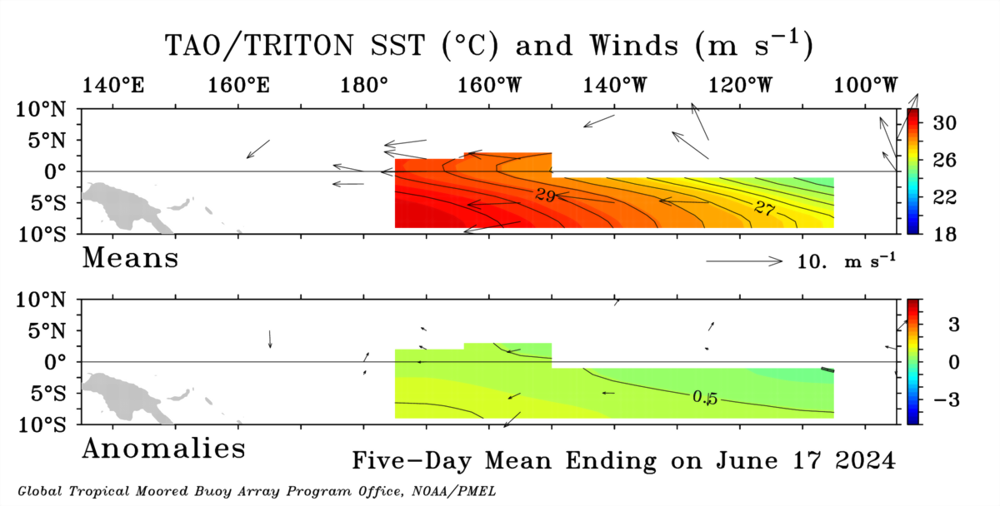 TAO/TRITON SST (°C) and Winds (m s⁻¹)
140°E 160°E 180° 160°W 140°W 120°W 100°W
10°N
5°N
0°
5°S
10°S
29
27
30
26
22
18
Means
10. m s⁻¹
10°N
5°N
0°
5°S
10°S
0.5
3
0
−3
Anomalies
Five−Day Mean Ending on June 17 2024
Global Tropical Moored Buoy Array Program Office, NOAA/PMEL